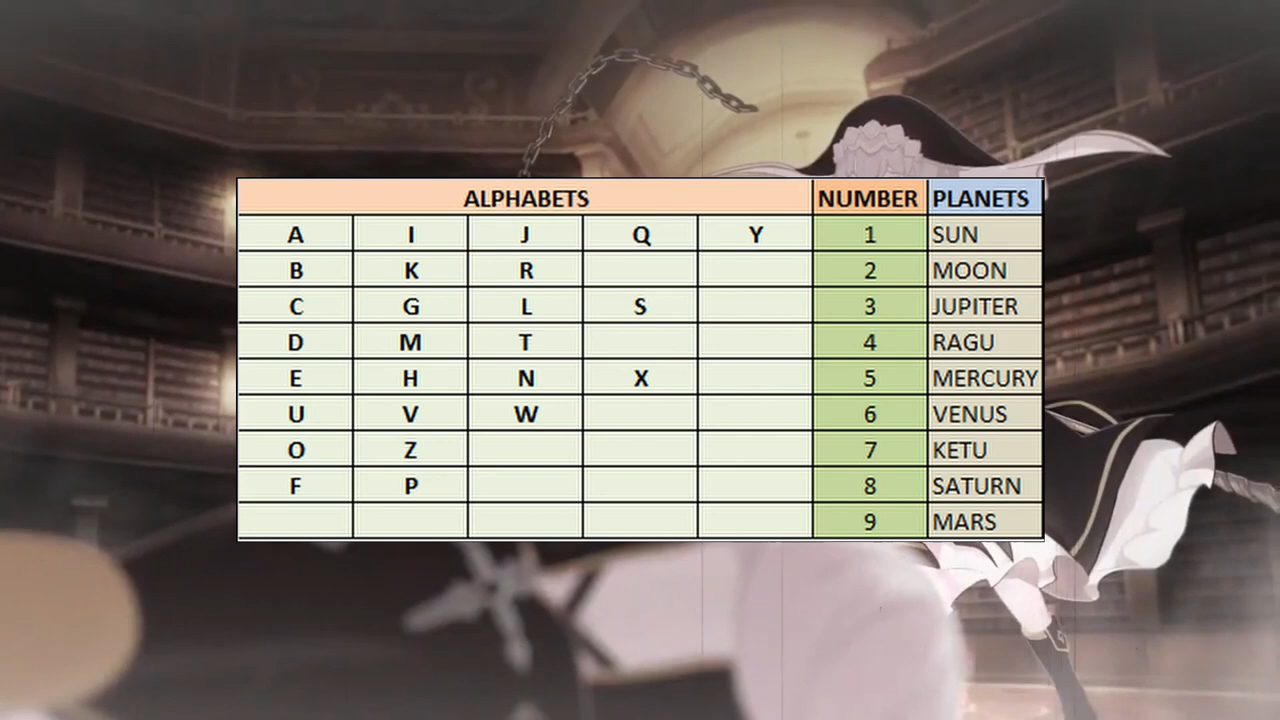 ALPHABETS NUMBER PLANETS
A I J Q Y 1 SUN
B K R 2 MOON
C G L S 3 JUPITER
D M T 4 RAGU
E H N X 5 MERCURY
U V W 6 VENUS
O Z 7 KETU
F P 8 SATURN
9 MARS